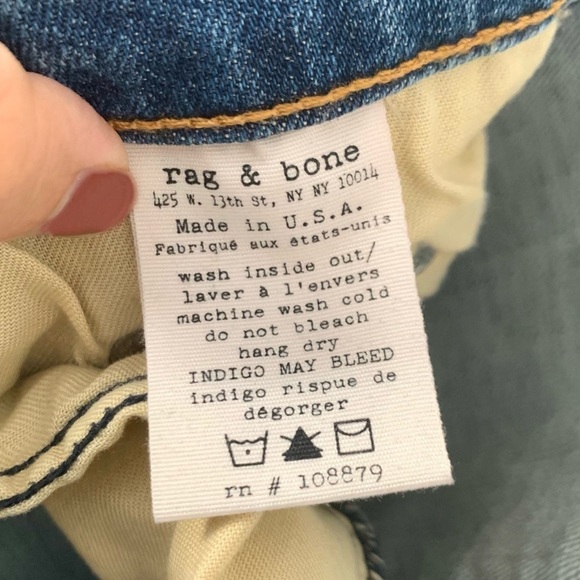 rag & bone
425 W. 13th St, NY NY 10014
Made in U.S.A.
Fabriqué aux états-unis
wash inside out/
laver à l'envers
machine wash cold
do not bleach
hang dry
INDIGO MAY BLEED
indigo rispue de
dégorger
rn # 108879